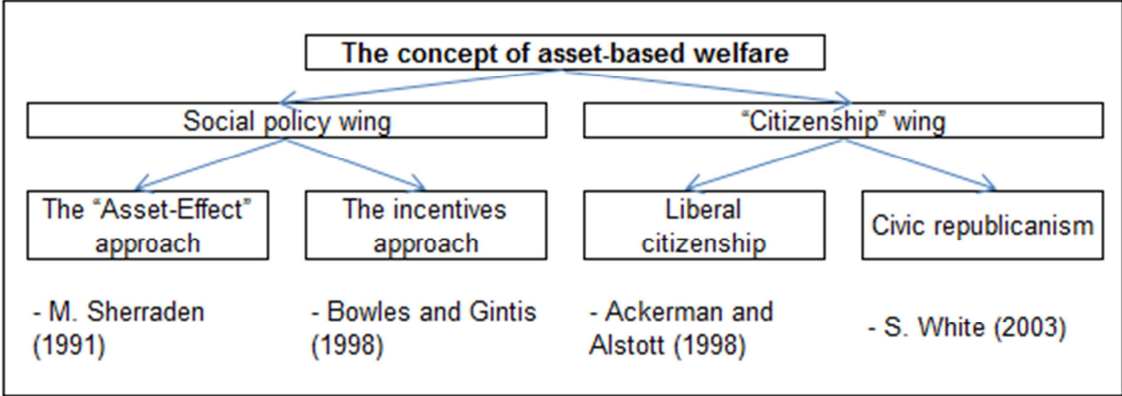 The concept of asset-based welfare
Social policy wing
"Citizenship" wing
The "Asset-Effect"
approach
The incentives
approach
Liberal
citizenship
Civic republicanism
- M. Sherraden
(1991)
- Bowles and Gintis
(1998)
- Ackerman and
Alstott (1998)
- S. White (2003)